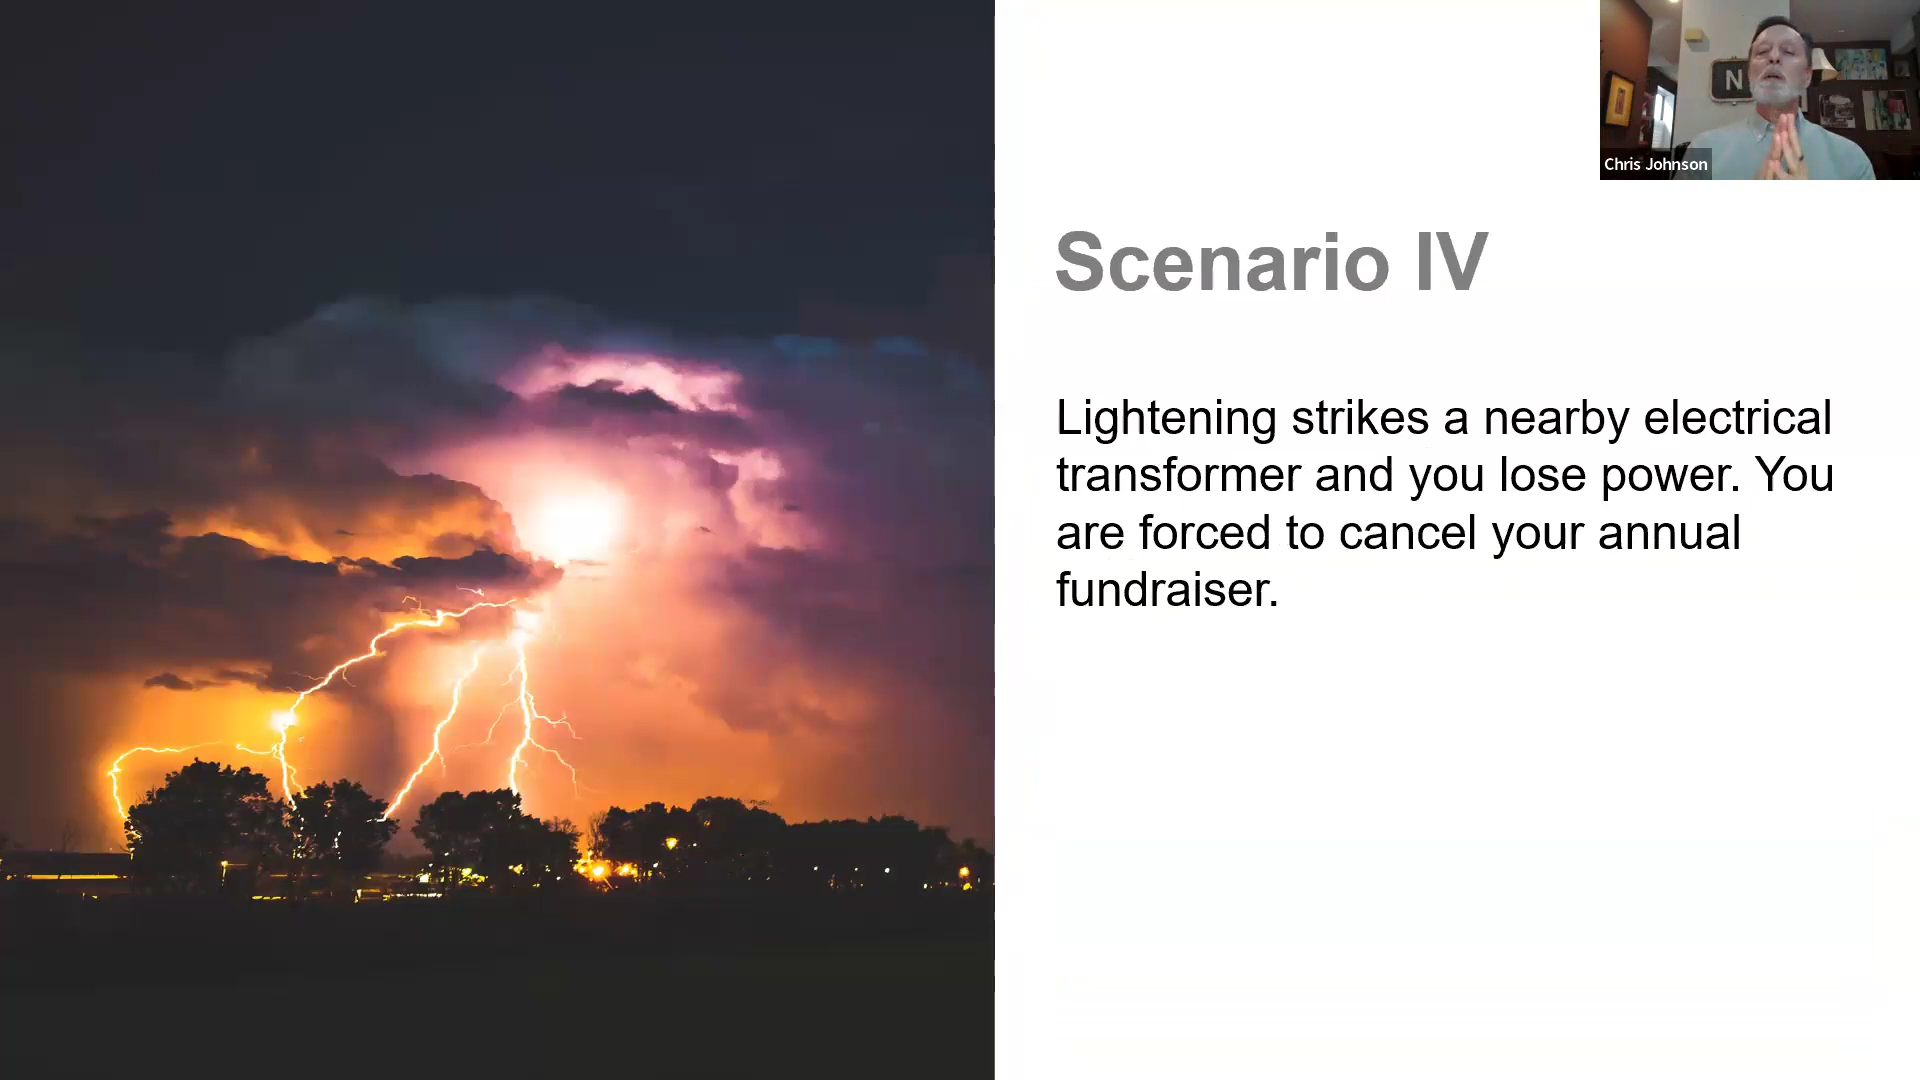 N
Chris Johnson
Scenario IV
Lightening strikes a nearby electrical
transformer and you lose power. You
are forced to cancel your annual
fundraiser.